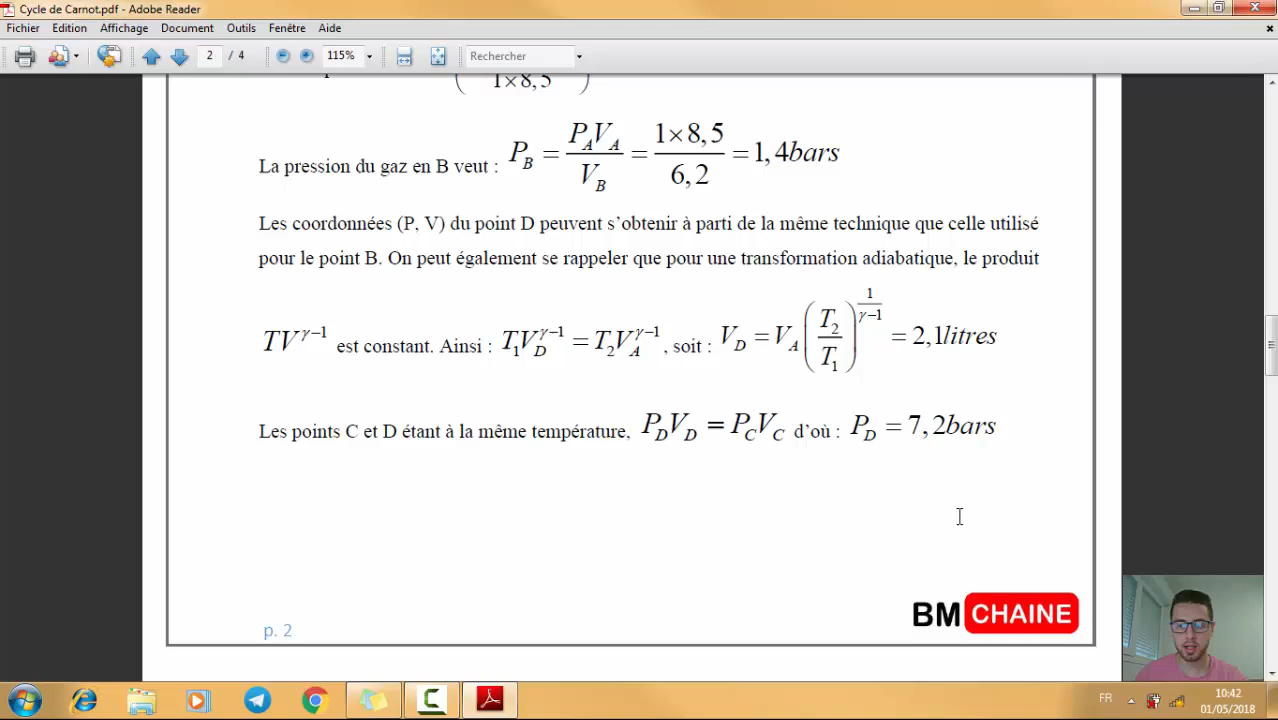 Cycle de Carnot.pdf - Adobe Reader
Fichier Edition Affichage Document Outils Fenêtre Aide
2 / 4 115% Rechercher
1×8,5
La pression du gaz en B veut : P_B = P_A V_A / V_B = 1×8,5 / 6,2 = 1,4bars
Les coordonnées (P, V) du point D peuvent s’obtenir à parti de la même technique que celle utilisé
pour le point B. On peut également se rappeler que pour une transformation adiabatique, le produit
TV^{γ−1} est constant. Ainsi : T_1V_D^{γ−1} = T_2V_A^{γ−1} , soit : V_D = V_A (T_2 / T_1)^{1/(γ−1)} = 2,1litres
Les points C et D étant à la même température, P_D V_D = P_C V_C d’où : P_D = 7,2bars
BM CHAINE
p. 2
FR 10:42
01/05/2018